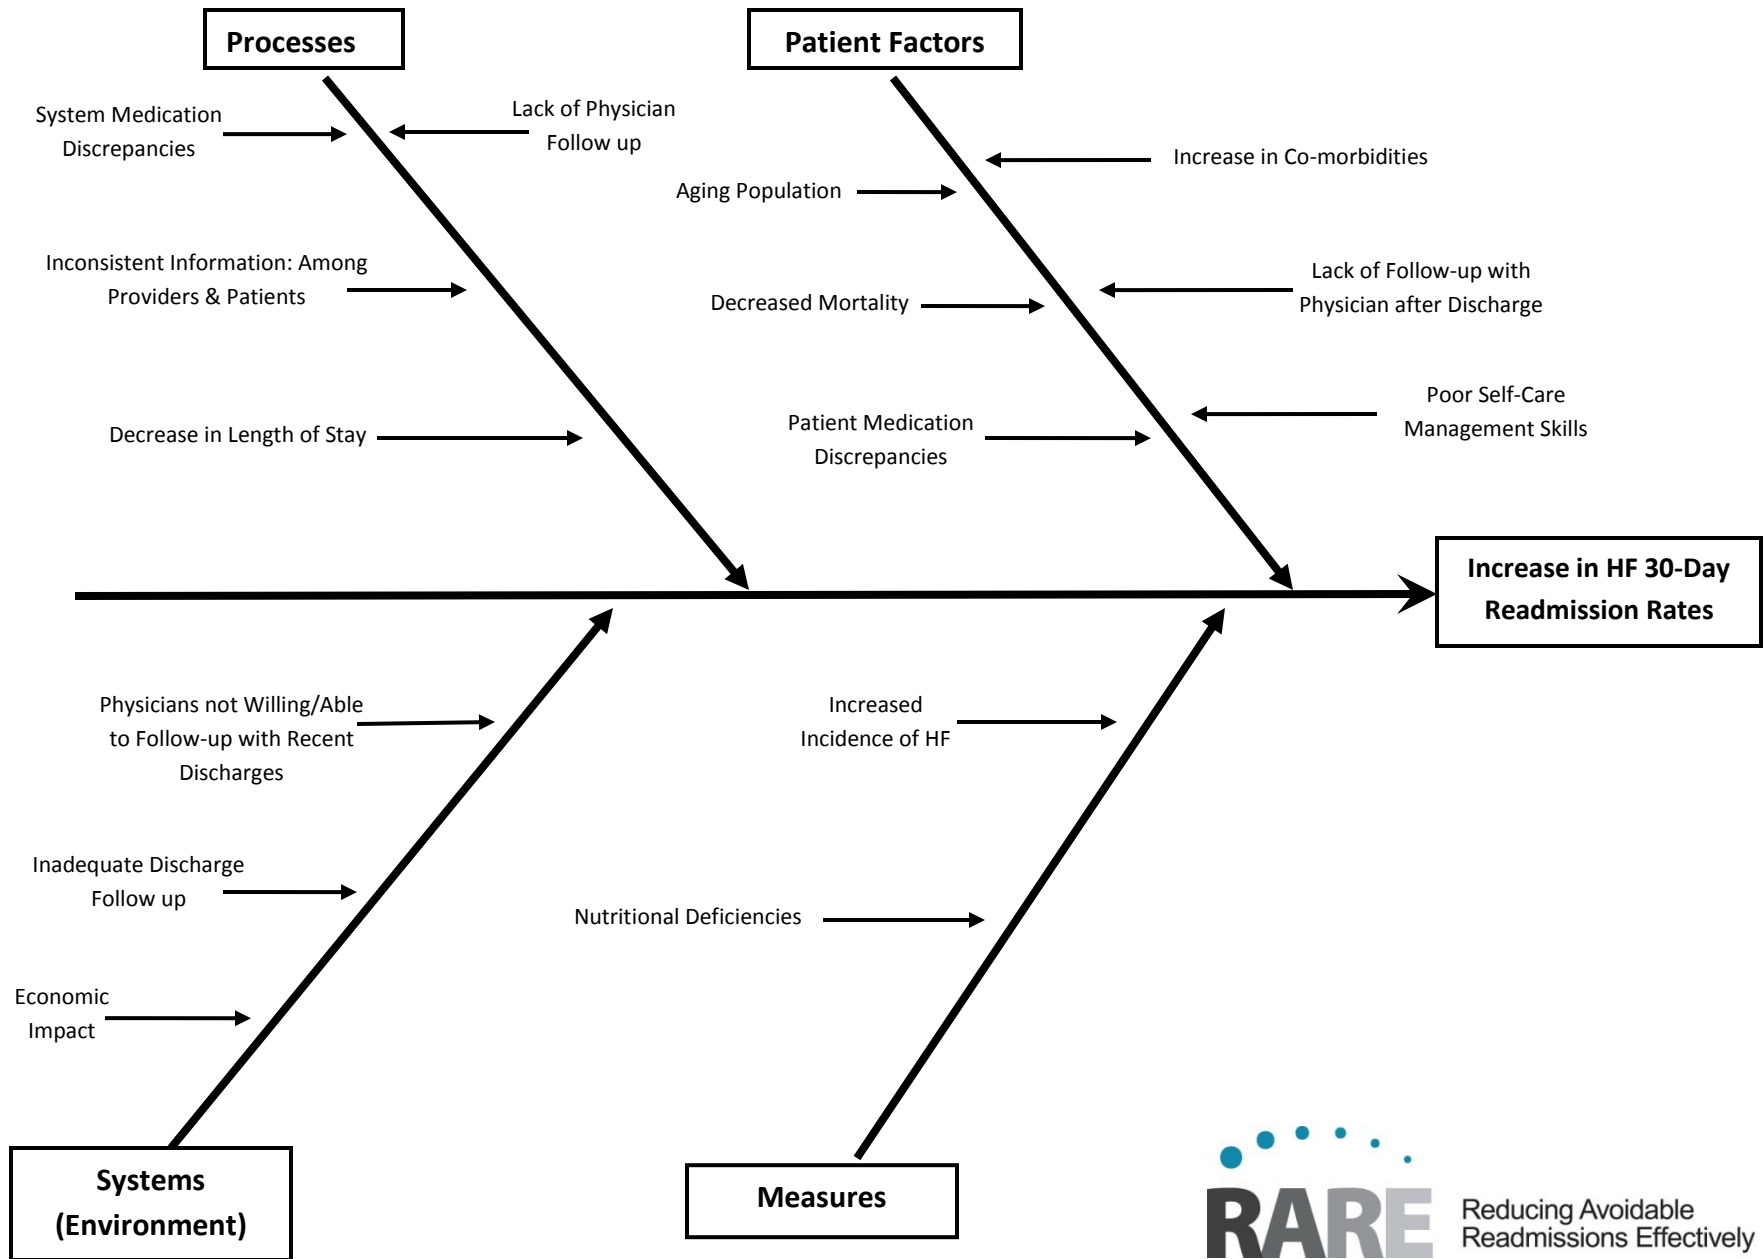 Processes
Patient Factors
System Medication
Discrepancies
Lack of Physician
Follow up
Increase in Co-morbidities
Aging Population
Inconsistent Information: Among
Providers & Patients
Lack of Follow-up with
Physician after Discharge
Decreased Mortality
Decrease in Length of Stay
Patient Medication
Discrepancies
Poor Self-Care
Management Skills
Increase in HF 30-Day
Readmission Rates
Physicians not Willing/Able
to Follow-up with Recent
Discharges
Increased
Incidence of HF
Inadequate Discharge
Follow up
Nutritional Deficiencies
Economic
Impact
Systems
(Environment)
Measures
RARE
Reducing Avoidable
Readmissions Effectively